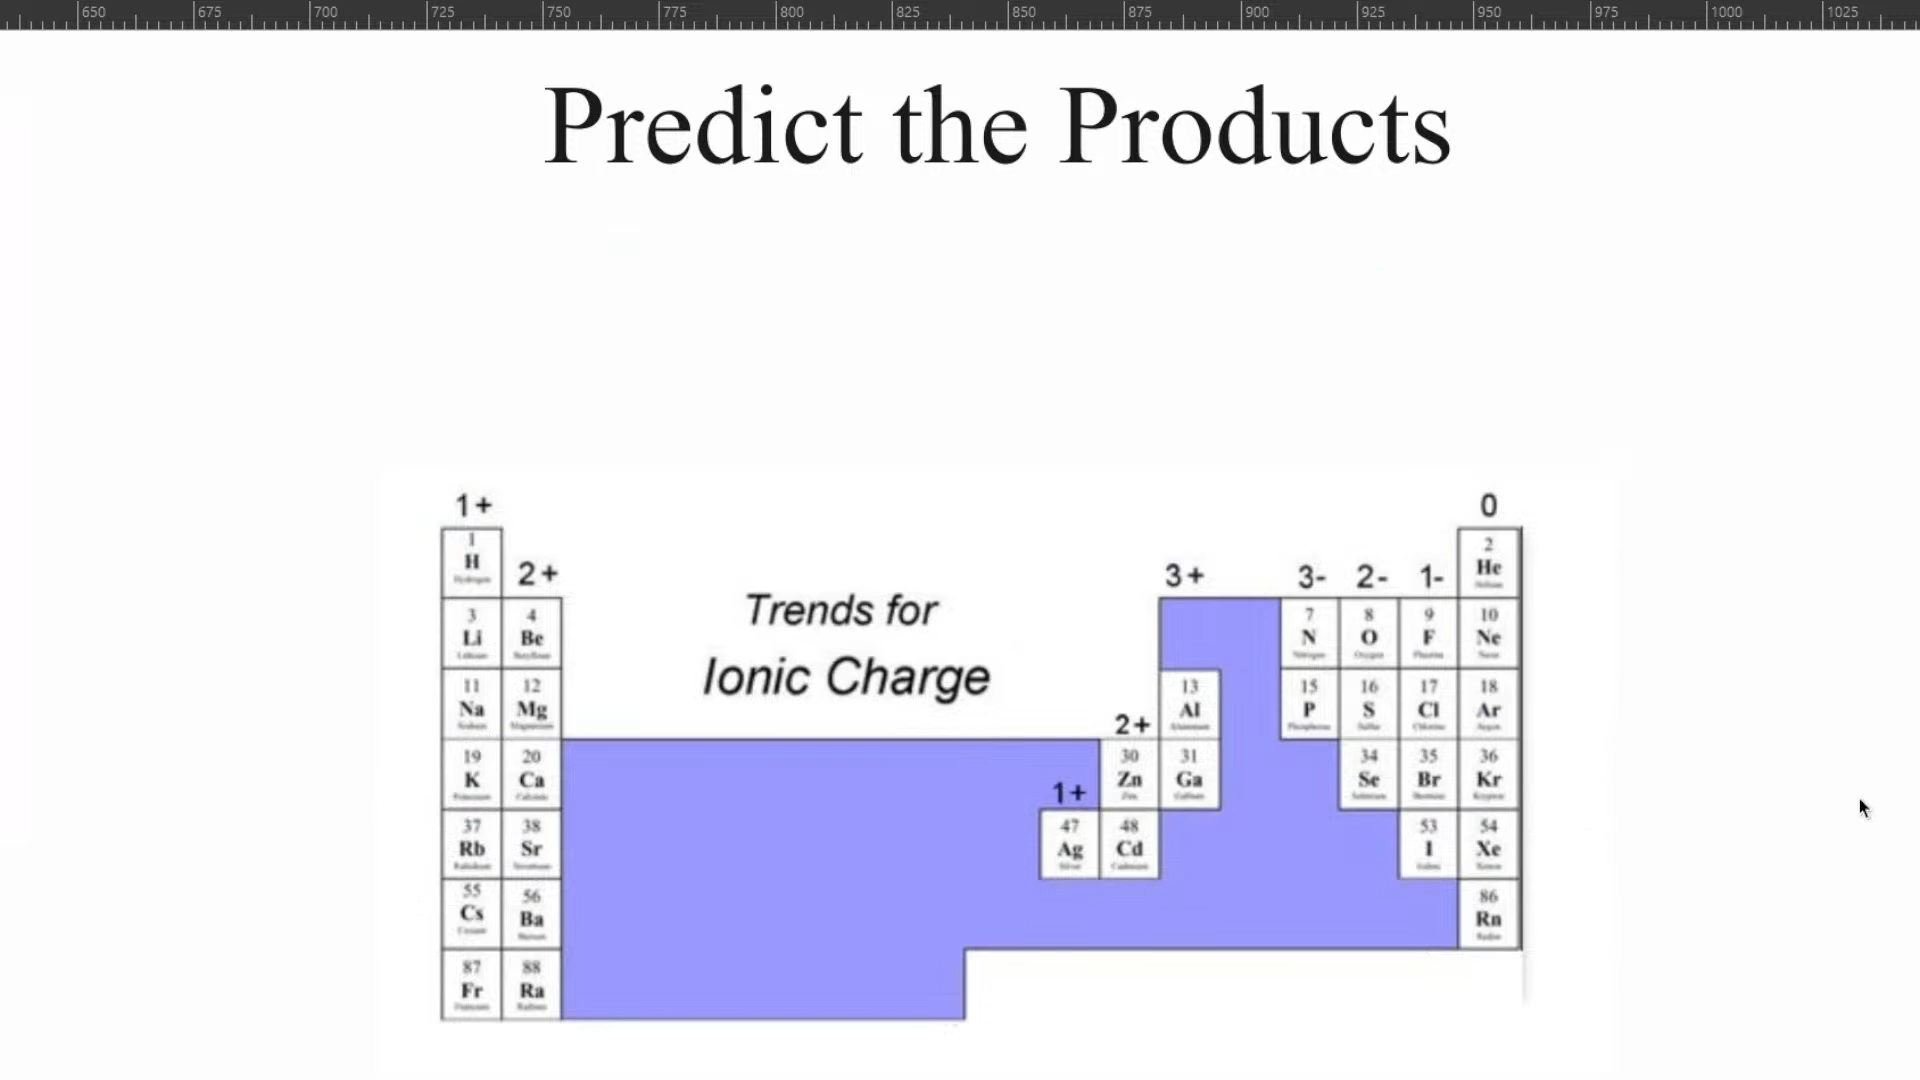 650 675 700 725 750 775 800 825 850 875 900 925 950 975 1000 1025
Predict the Products
1+ 0
1 2
H He
Hydrogen
2+ 3+ 3- 2- 1-
Trends for
Ionic Charge
3 4 7 8 9 10
Li Be N O F Ne
Nitrogen Oxygen
11 12 13 15 16 17 18
Na Mg Al P S Cl Ar
2+
19 20 30 31 34 35 36
K Ca Zn Ga Se Br Kr
1+
37 38 47 48 53 54
Rb Sr Ag Cd I Xe
55 56 86
Cs Ba Rn
87 88
Fr Ra